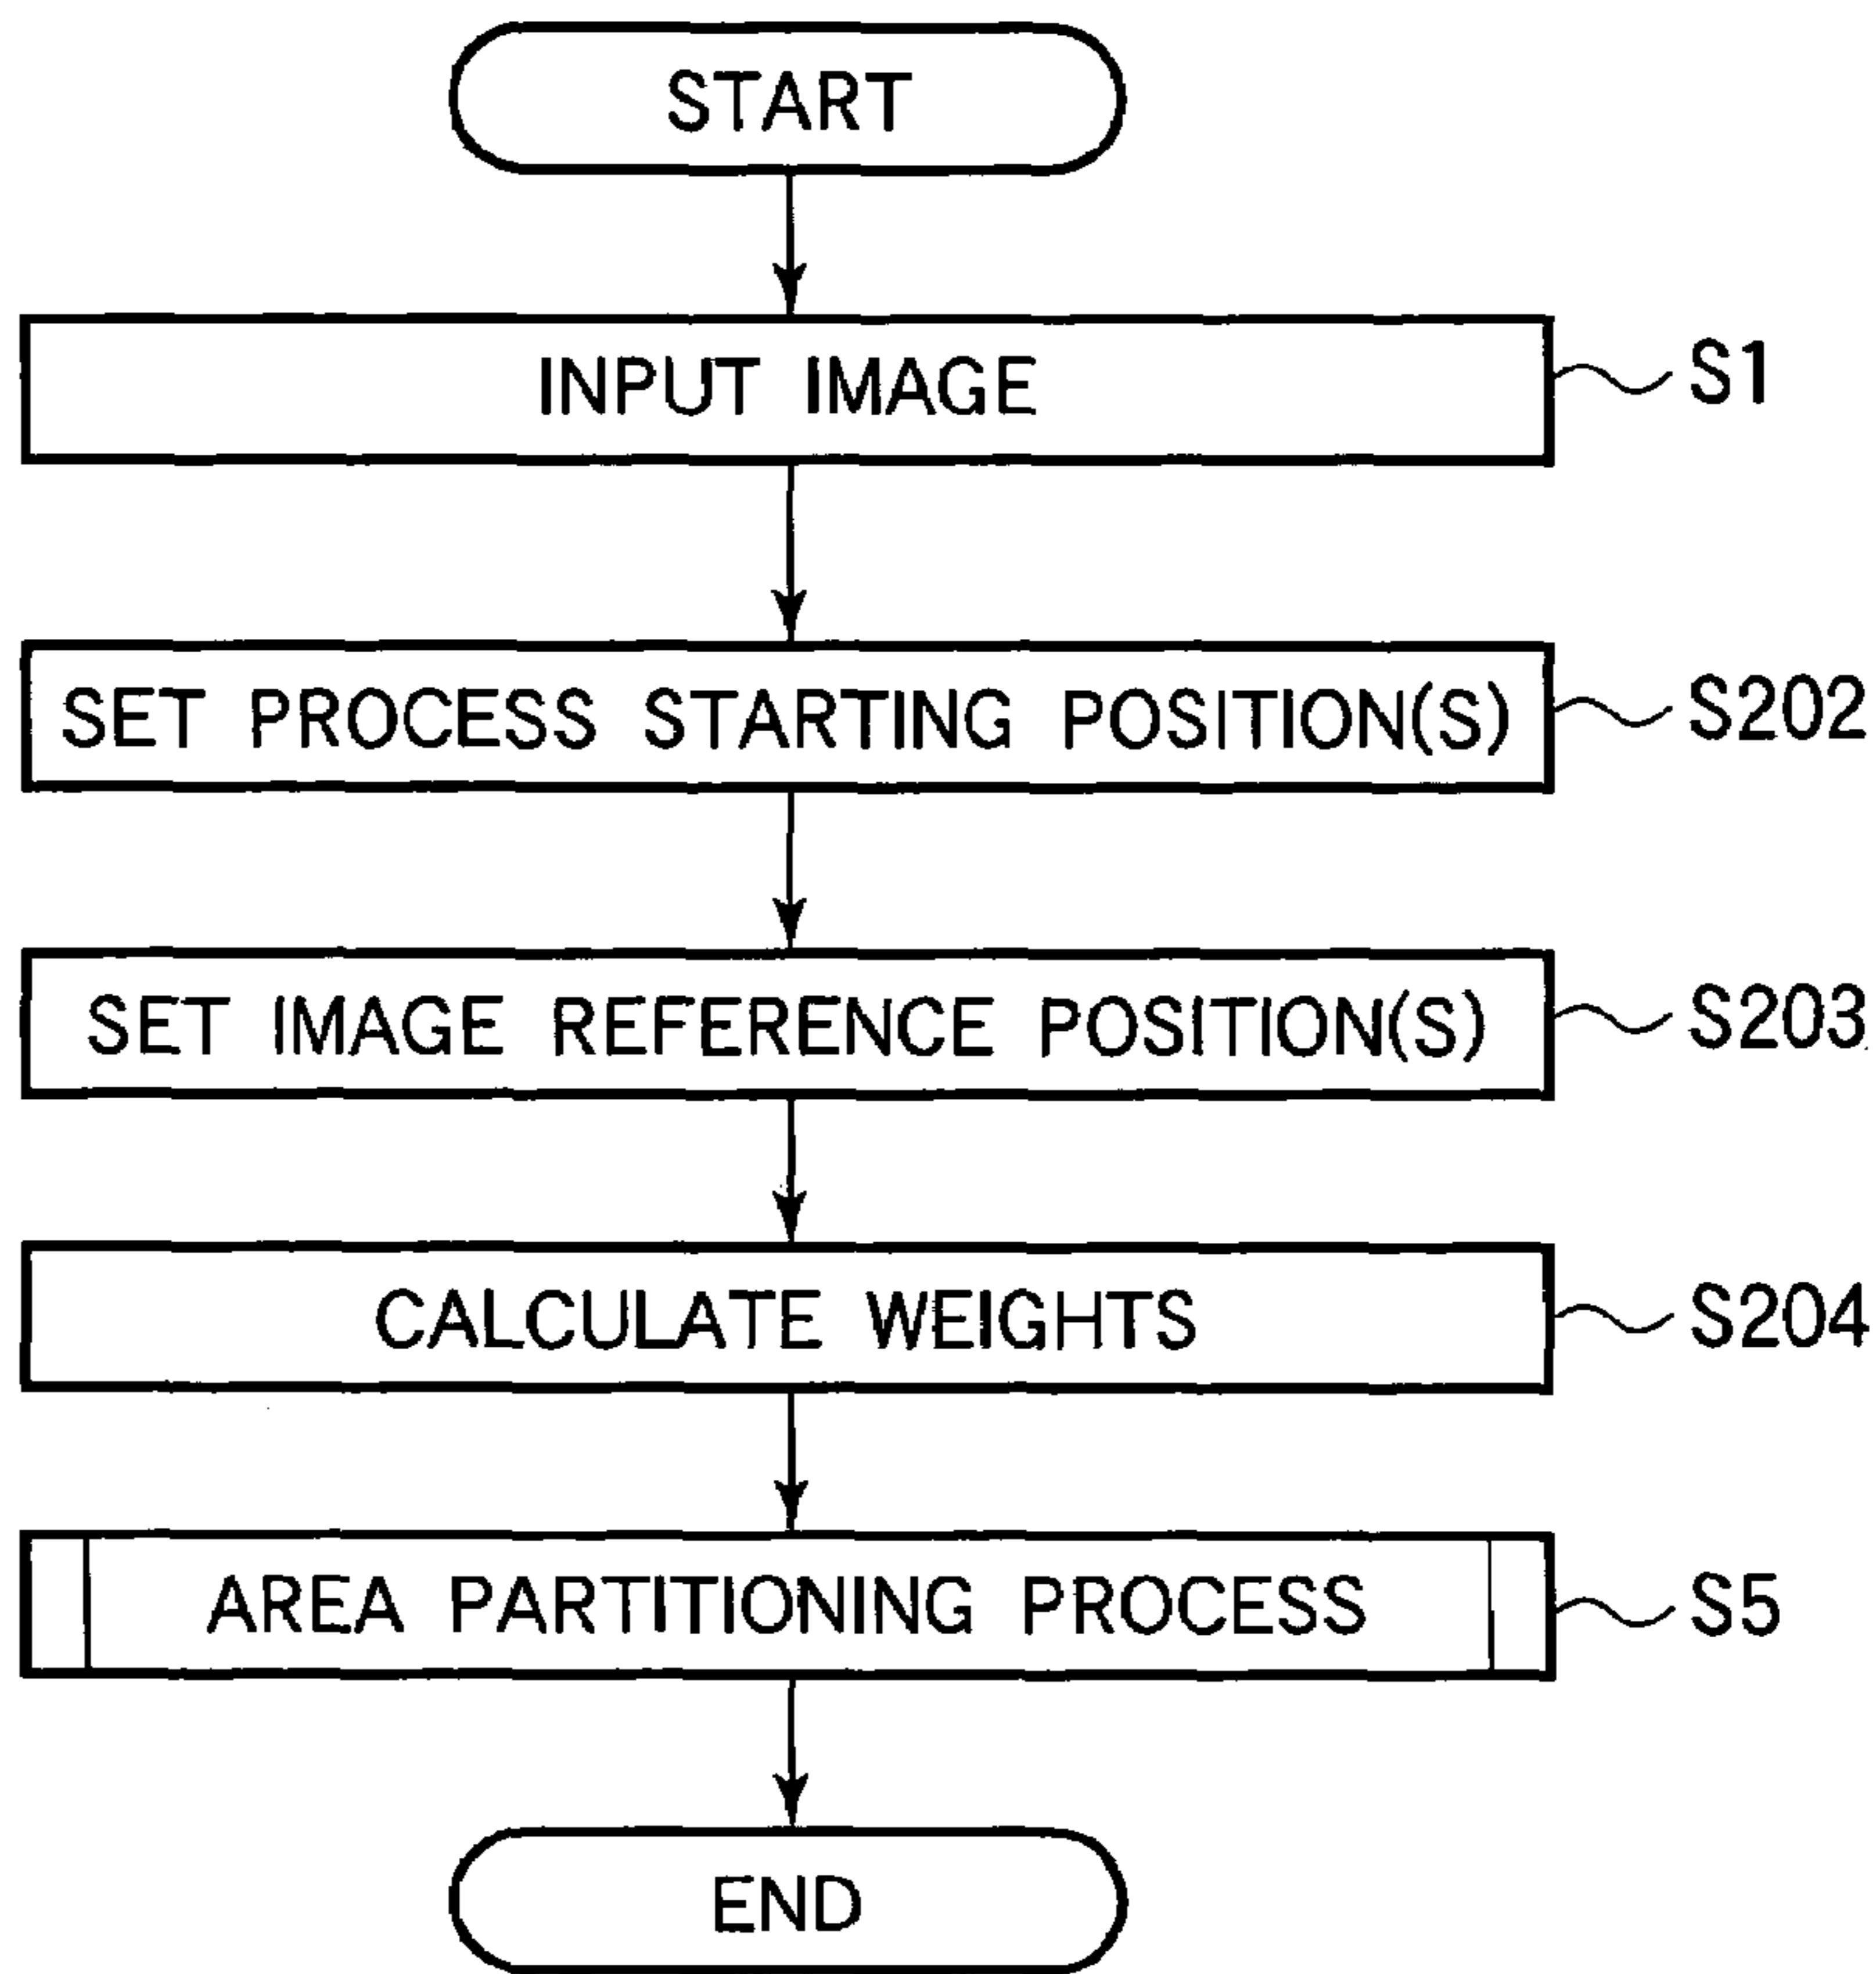 START
INPUT IMAGE
S1
SET PROCESS STARTING POSITION(S)
S202
SET IMAGE REFERENCE POSITION(S)
S203
CALCULATE WEIGHTS
S204
AREA PARTITIONING PROCESS
S5
END